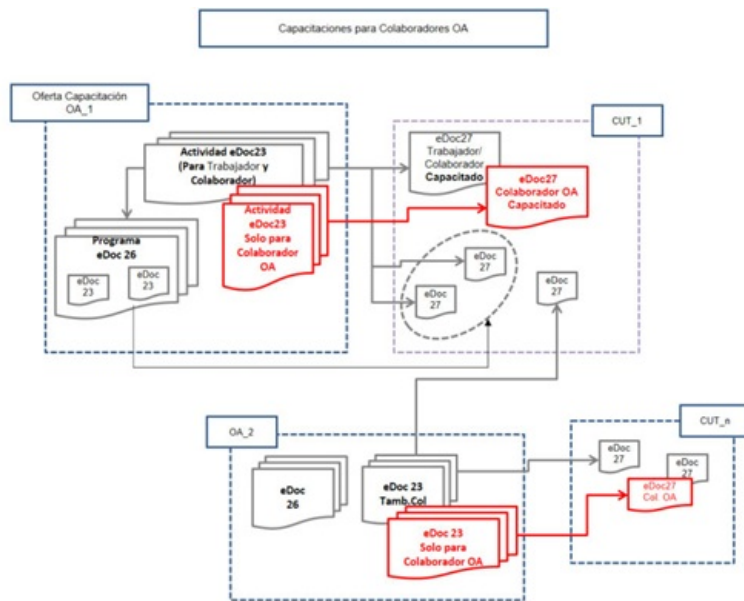 Capacitaciones para Colaboradores OA
Oferta Capacitación
OA_1
CUT_1
Actividad eDoc23
(Para Trabajador y
Colaborador)
eDoc27
Trabajador/
Colaborador
Capacitado
eDoc27
Colaborador OA
Capacitado
Actividad
eDoc23
Solo para
Colaborador
OA
Programa
eDoc 26
eDoc
23
eDoc
23
eDoc
27
eDoc
27
eDoc
27
OA_2
CUT_n
eDoc
26
eDoc 23
Tamb.Col
eDoc 23
Solo para
Colaborador OA
eDoc
27
eDoc
27
eDoc27
Col. OA